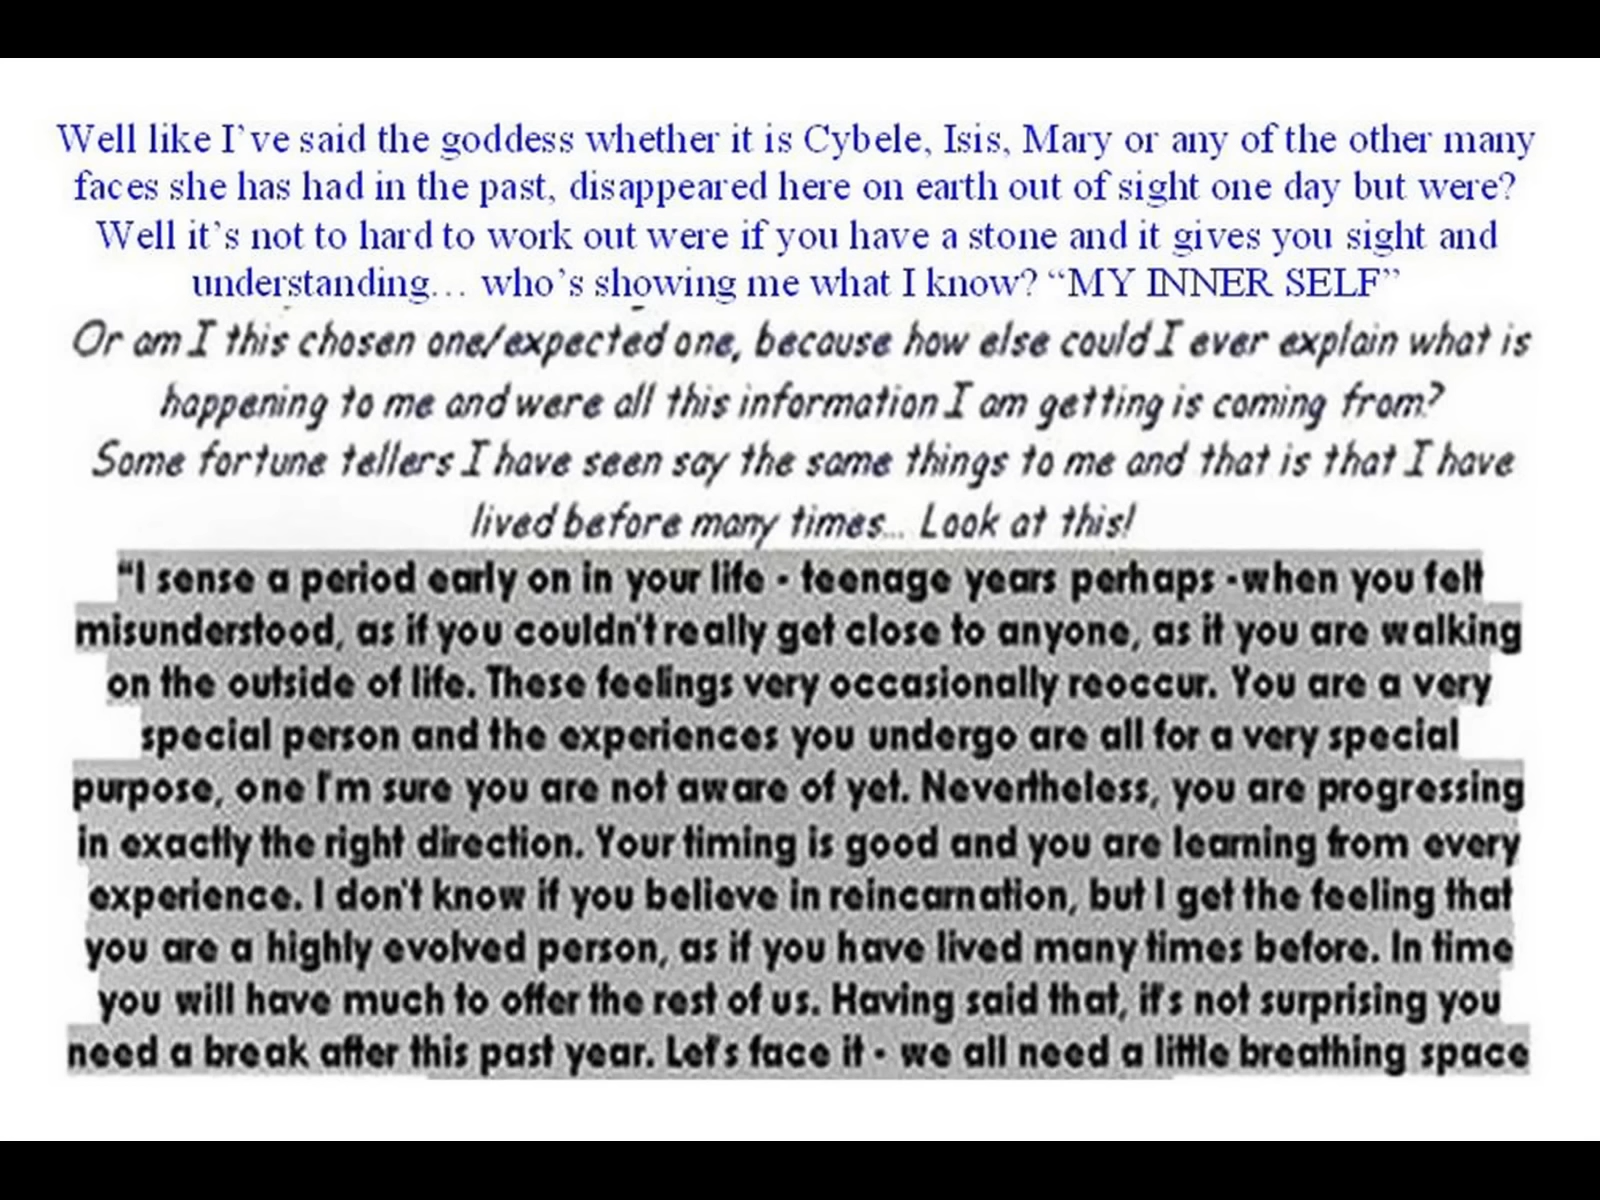 Well like I've said the goddess whether it is Cybele, Isis, Mary or any of the other many
faces she has had in the past, disappeared here on earth out of sight one day but were?
Well it's not to hard to work out were if you have a stone and it gives you sight and
understanding... who's showing me what I know? “MY INNER SELF”
Or am I this chosen one/expected one, because how else could I ever explain what is
happening to me and were all this information I am getting is coming from?
Some fortune tellers I have seen say the same things to me and that is that I have
lived before many times... Look at this!
“I sense a period early on in your life - teenage years perhaps -when you felt
misunderstood, as if you couldn't really get close to anyone, as if you are walking
on the outside of life. These feelings very occasionally reoccur. You are a very
special person and the experiences you undergo are all for a very special
purpose, one I'm sure you are not aware of yet. Nevertheless, you are progressing
in exactly the right direction. Your timing is good and you are learning from every
experience. I don't know if you believe in reincarnation, but I get the feeling that
you are a highly evolved person, as if you have lived many times before. In time
you will have much to offer the rest of us. Having said that, it's not surprising you
need a break after this past year. Let's face it - we all need a little breathing space